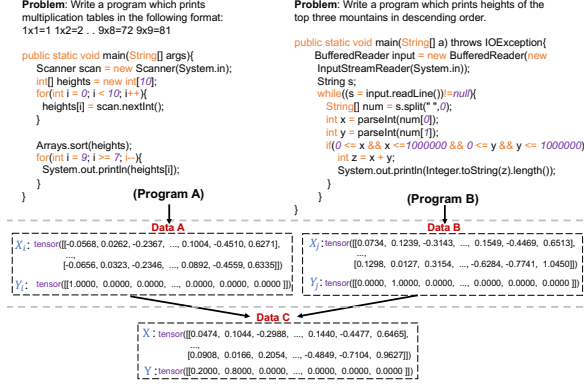 Problem: Write a program which prints
multiplication tables in the following format:
1x1=1 1x2=2 . . 9x8=72 9x9=81
public static void main(String[] args){
Scanner scan = new Scanner(System.in);
int[] heights = new int[10];
for(int i = 0; i < 10; i++){
heights[i] = scan.nextInt();
}
Arrays.sort(heights);
for(int i = 9; i >= 7; i--){
System.out.println(heights[i]);
}
}
(Program A)
Problem: Write a program which prints heights of the
top three mountains in descending order.
public static void main(String[] a) throws IOException{
BufferedReader input = new BufferedReader(new
InputStreamReader(System.in));
String s;
while((s = input.readLine())!=null){
String[] num = s.split(" ",0);
int x = parseInt(num[0]);
int y = parseInt(num[1]);
if(0 <= x && x <=1000000 && 0 <= y && y <= 1000000){
int z = x + y;
System.out.println(Integer.toString(z).length());
}
}
}
(Program B)
Data A
Xi: tensor([[-0.0568, 0.0262, -0.2367, ..., 0.1004, -0.4510, 0.6271],
...,
[-0.0656, 0.0323, -0.2346, ..., 0.0892, -0.4559, 0.6335]])
Yi: tensor([[1.0000, 0.0000, 0.0000, ..., 0.0000, 0.0000, 0.0000 ]])
Data B
Xj: tensor([[0.0734, 0.1239, -0.3143, ..., 0.1549, -0.4469, 0.6513],
...,
[0.1298, 0.0127, 0.3154, ..., -0.6284, -0.7741, 1.0450]])
Yj: tensor([[0.0000, 1.0000, 0.0000, ..., 0.0000, 0.0000, 0.0000 ]])
Data C
X : tensor([[0.0474, 0.1044, -0.2988, ..., 0.1440, -0.4477, 0.6465],
...,
[0.0908, 0.0166, 0.2054, ..., -0.4849, -0.7104, 0.9627]])
Y : tensor([[0.2000, 0.8000, 0.0000, ..., 0.0000, 0.0000, 0.0000 ]])